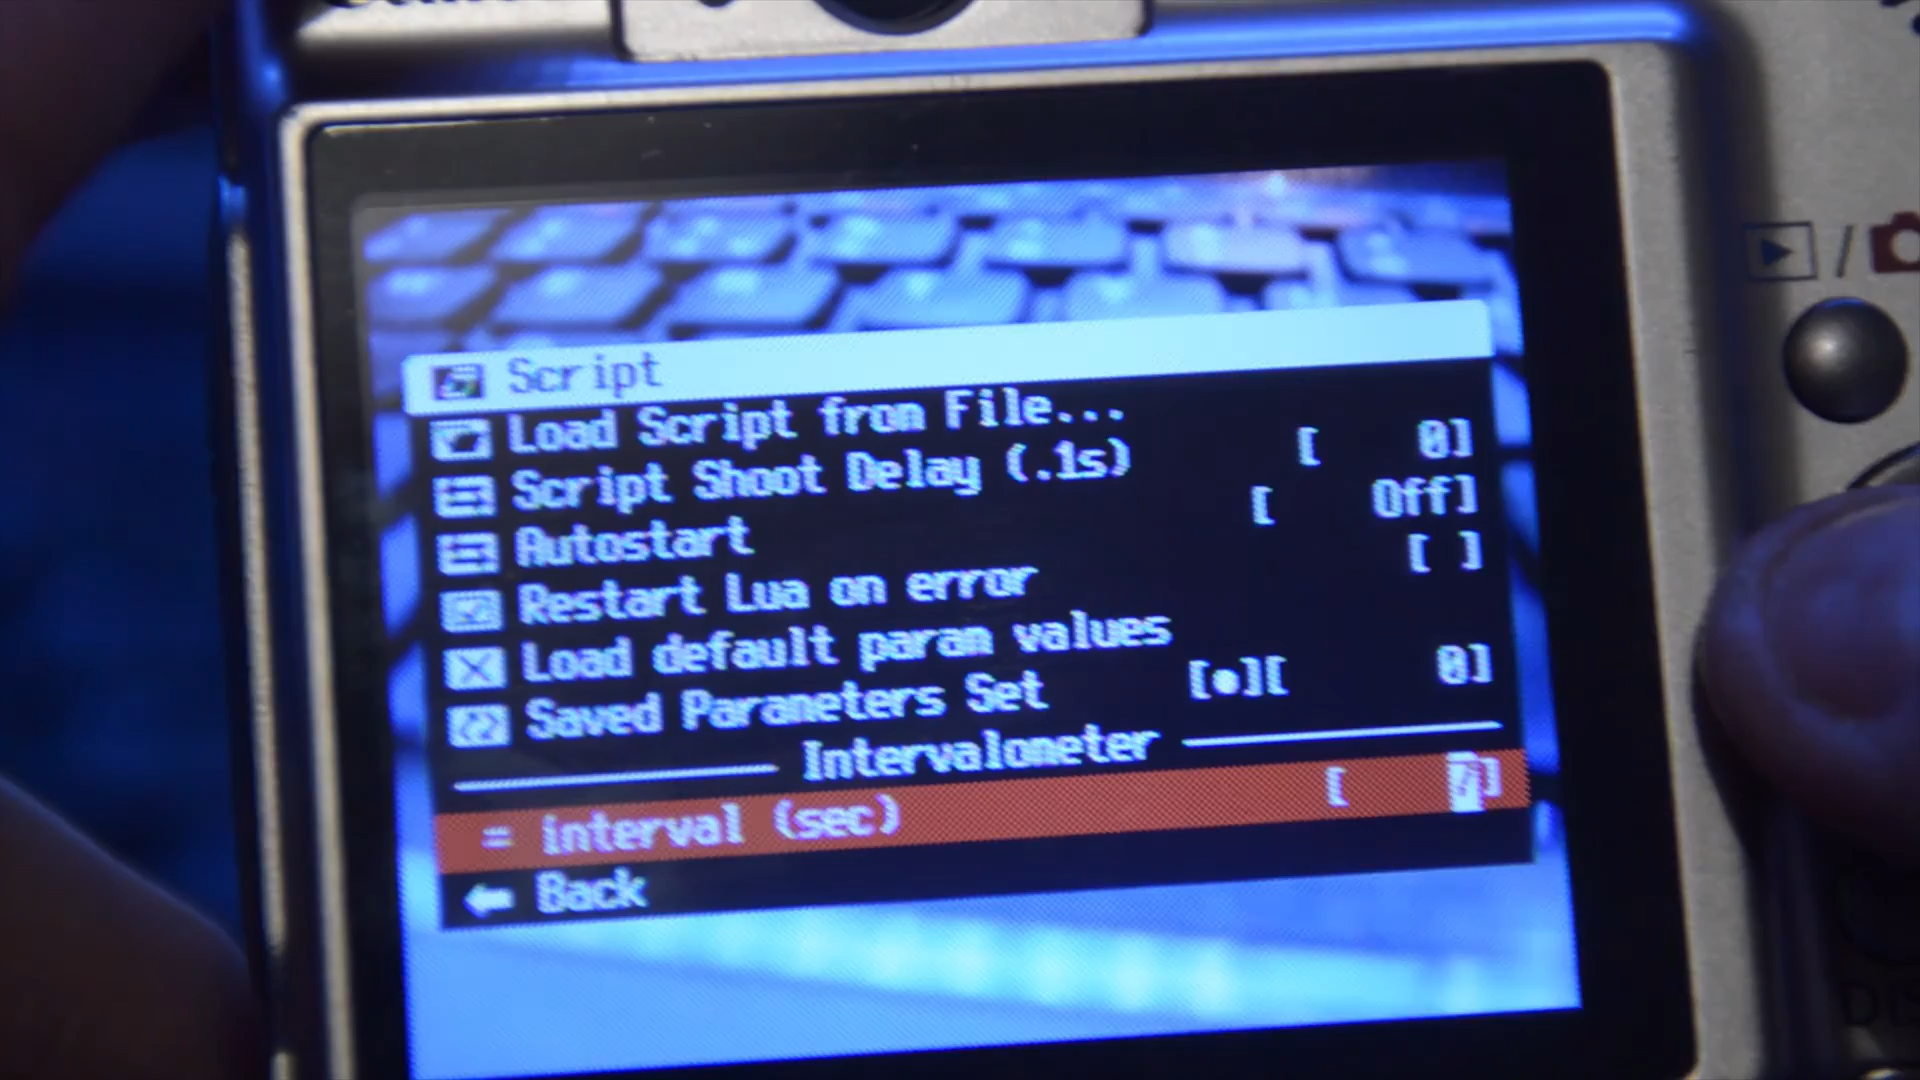 Script
Load Script from File...
Script Shoot Delay (.1s) [ 0]
Autostart [ Off]
Restart Lua on error [ ]
Load default param values
Saved Parameters Set [•][ 0]
Intervalometer
= interval (sec) [ ]
Back